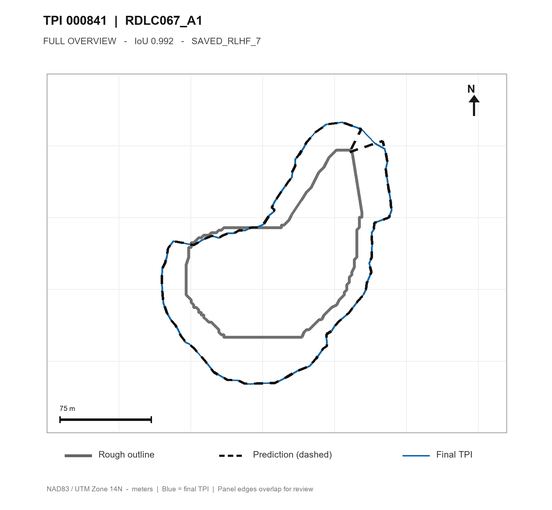 TPI 000841 | RDLC067_A1
FULL OVERVIEW - IoU 0.992 - SAVED_RLHF_7
N
75 m
Rough outline
Prediction (dashed)
Final TPI
NAD83 / UTM Zone 14N - meters | Blue = final TPI | Panel edges overlap for review